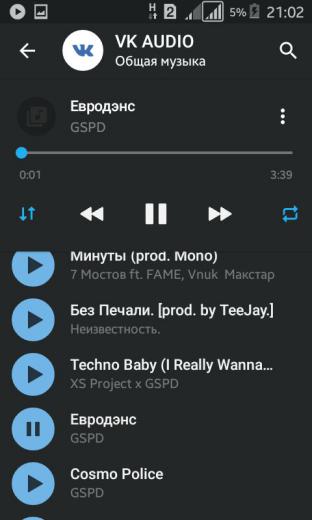 H 2 5% 21:02
VK AUDIO
Общая музыка
Евродэнс
GSPD
0:01 3:39
Минуты (prod. Mono)
7 Мостов ft. FAME, Vnuk Макстар
Без Печали. [prod. by TeeJay.]
Неизвестность.
Techno Baby (I Really Wanna...
XS Project x GSPD
Евродэнс
GSPD
Cosmo Police
GSPD